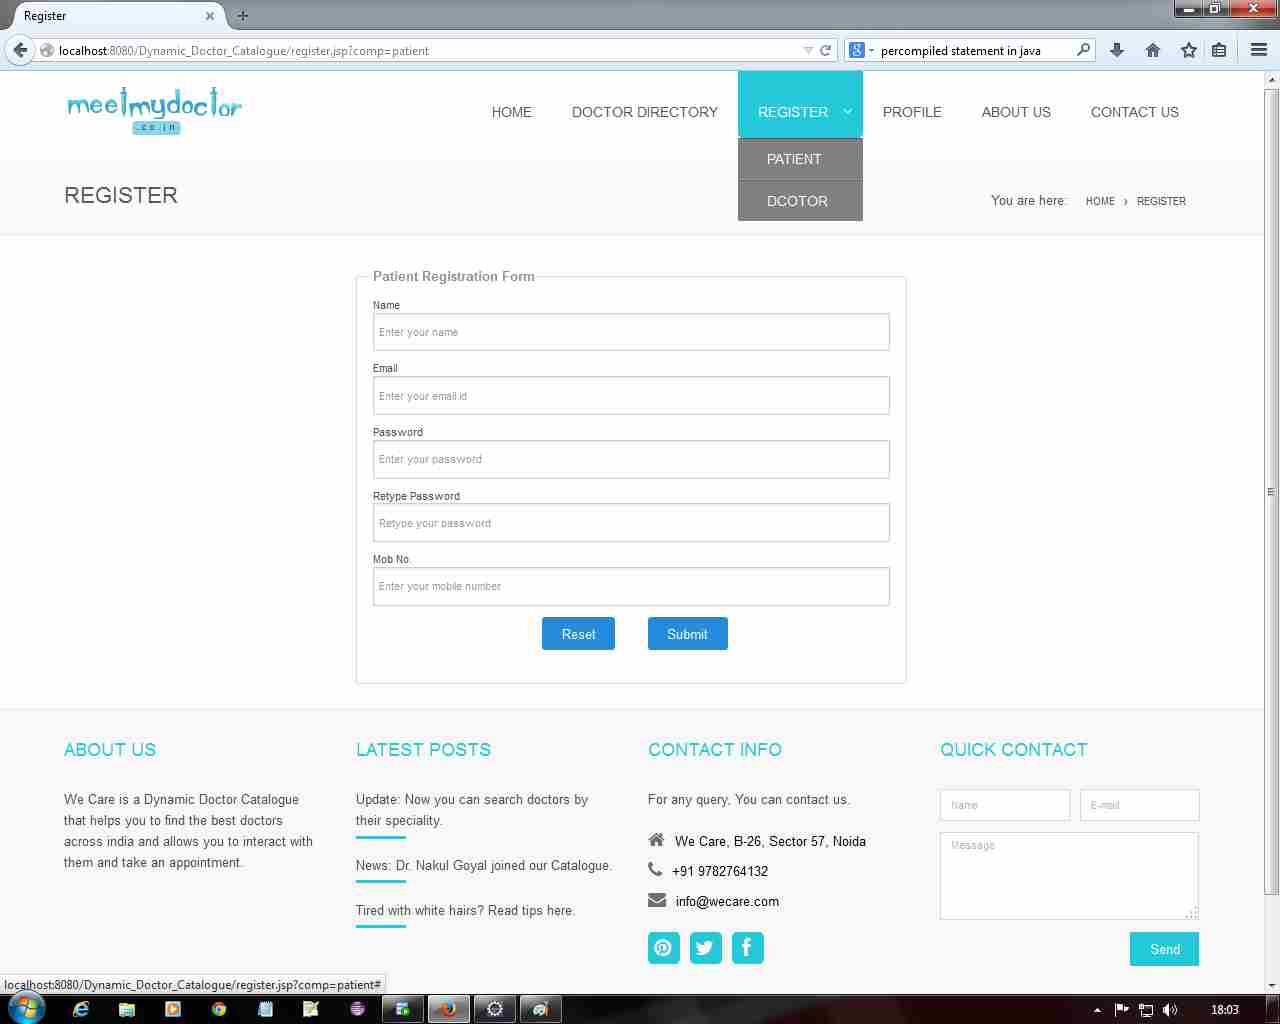 Register
localhost:8080/Dynamic_Doctor_Catalogue/register.jsp?comp=patient
percompiled statement in java
meetmydoctor
.co.in
HOME
DOCTOR DIRECTORY
REGISTER
PROFILE
ABOUT US
CONTACT US
PATIENT
DCOTOR
REGISTER
You are here: HOME › REGISTER
Patient Registration Form
Name
Enter your name
Email
Enter your email.id
Password
Enter your password
Retype Password
Retype your password
Mob No.
Enter your mobile number
Reset
Submit
ABOUT US
We Care is a Dynamic Doctor Catalogue
that helps you to find the best doctors
across india and allows you to interact with
them and take an appointment.
LATEST POSTS
Update: Now you can search doctors by
their speciality.
News: Dr. Nakul Goyal joined our Catalogue.
Tired with white hairs? Read tips here.
CONTACT INFO
For any query, You can contact us.
We Care, B-26, Sector 57, Noida
+91 9782764132
info@wecare.com
QUICK CONTACT
Name
E-mail
Message
Send
localhost:8080/Dynamic_Doctor_Catalogue/register.jsp?comp=patient#
18:03